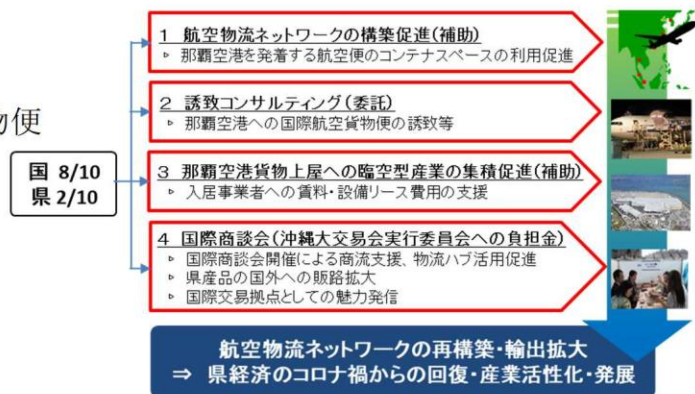 1 航空物流ネットワークの構築促進(補助)
▹ 那覇空港を発着する航空便のコンテナスペースの利用促進
2 誘致コンサルティング(委託)
▹ 那覇空港への国際航空貨物便の誘致等
物便
国 8/10
県 2/10
3 那覇空港貨物上屋への臨空型産業の集積促進(補助)
▹ 入居事業者への賃料・設備リース費用の支援
4 国際商談会(沖縄大交易会実行委員会への負担金)
▹ 国際商談会開催による商流支援、物流ハブ活用促進
▹ 県産品の国外への販路拡大
▹ 国際交易拠点としての魅力発信
航空物流ネットワークの再構築・輸出拡大
⇒ 県経済のコロナ禍からの回復・産業活性化・発展